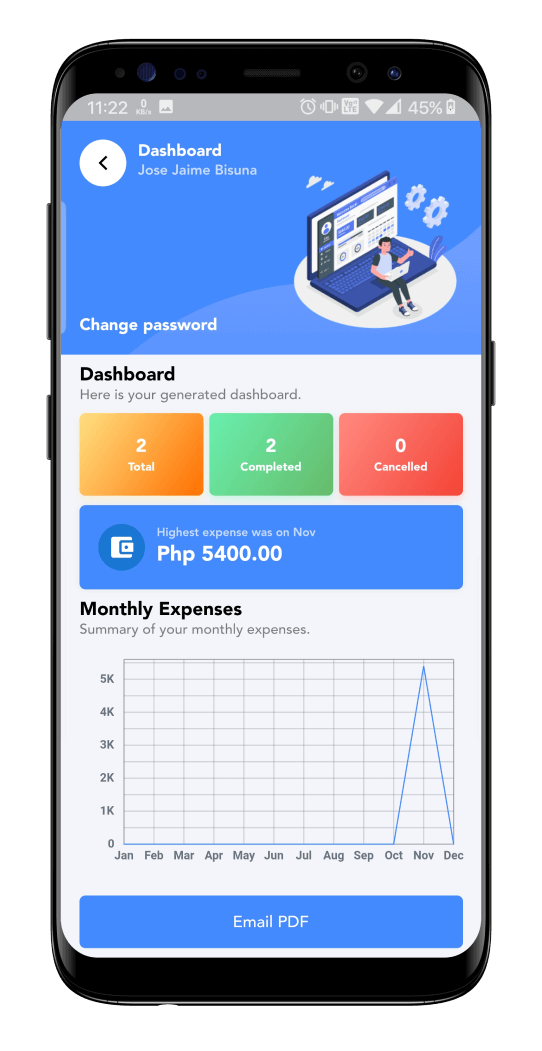 11:22 0 KB/s VoLTE 45%
Dashboard
Jose Jaime Bisuna
Change password
Dashboard
Here is your generated dashboard.
2 2 0
Total Completed Cancelled
Highest expense was on Nov
Php 5400.00
Monthly Expenses
Summary of your monthly expenses.
5K
4K
3K
2K
1K
0
Jan Feb Mar Apr May Jun Jul Aug Sep Oct Nov Dec
Email PDF